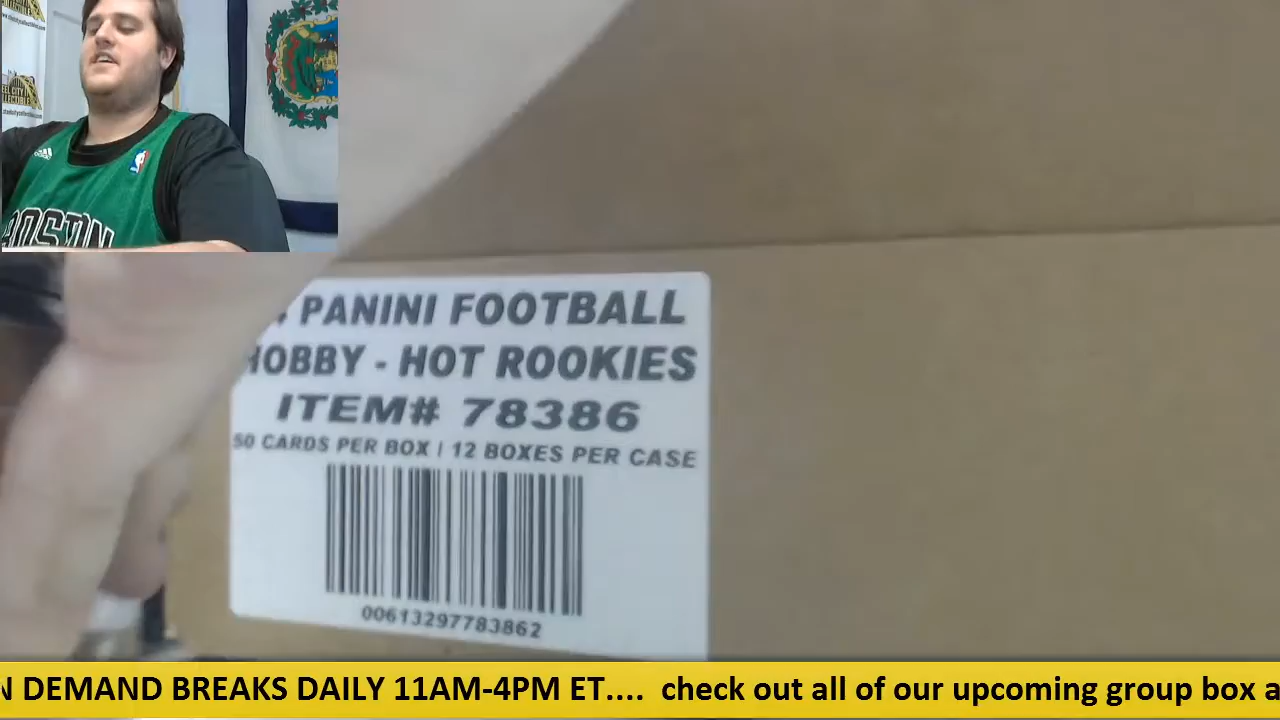 BOSTON
PANINI FOOTBALL
HOBBY - HOT ROOKIES
ITEM# 78386
50 CARDS PER BOX | 12 BOXES PER CASE
00613297783862
N DEMAND BREAKS DAILY 11AM-4PM ET.... check out all of our upcoming group box a